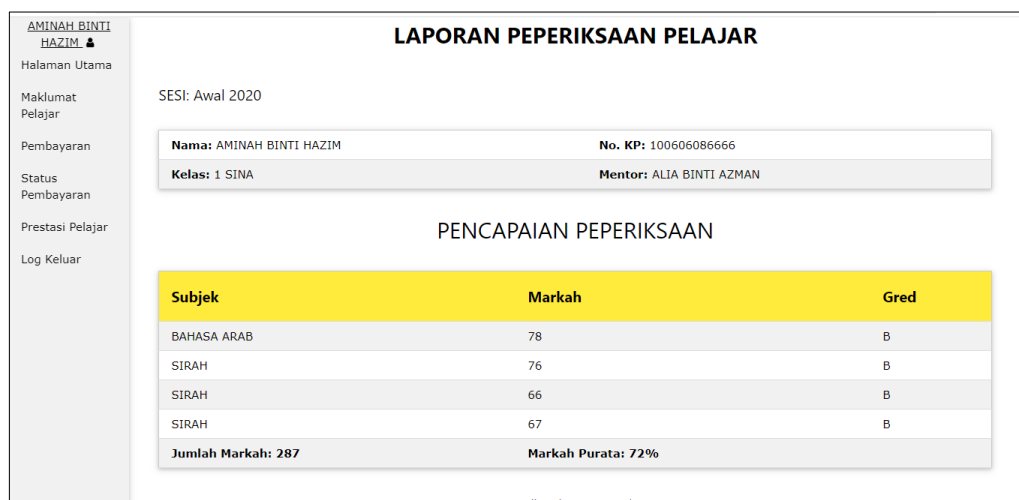 AMINAH BINTI
HAZIM
Halaman Utama
Maklumat
Pelajar
Pembayaran
Status
Pembayaran
Prestasi Pelajar
Log Keluar
LAPORAN PEPERIKSAAN PELAJAR
SESI: Awal 2020
Nama: AMINAH BINTI HAZIM No. KP: 100606086666
Kelas: 1 SINA Mentor: ALIA BINTI AZMAN
PENCAPAIAN PEPERIKSAAN
Subjek Markah Gred
BAHASA ARAB 78 B
SIRAH 76 B
SIRAH 66 B
SIRAH 67 B
Jumlah Markah: 287 Markah Purata: 72%